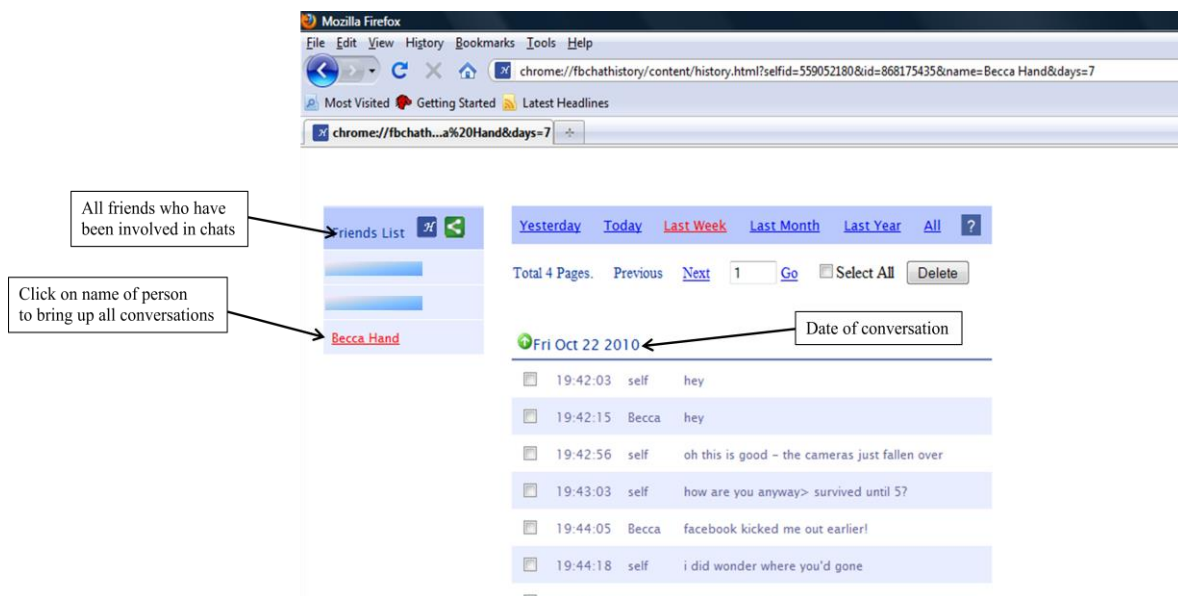 Mozilla Firefox
File Edit View History Bookmarks Tools Help
chrome://fbchathistory/content/history.html?selfid=559052180&id=868175435&name=Becca Hand&days=7
Most Visited Getting Started Latest Headlines
chrome://fbchath...a%20Hand&days=7
All friends who have
been involved in chats
Friends List
Click on name of person
to bring up all conversations
Becca Hand
Yesterday Today Last Week Last Month Last Year All ?
Total 4 Pages. Previous Next 1 Go Select All Delete
Date of conversation
Fri Oct 22 2010
19:42:03 self hey
19:42:15 Becca hey
19:42:56 self oh this is good – the cameras just fallen over
19:43:03 self how are you anyway> survived until 5?
19:44:05 Becca facebook kicked me out earlier!
19:44:18 self i did wonder where you'd gone